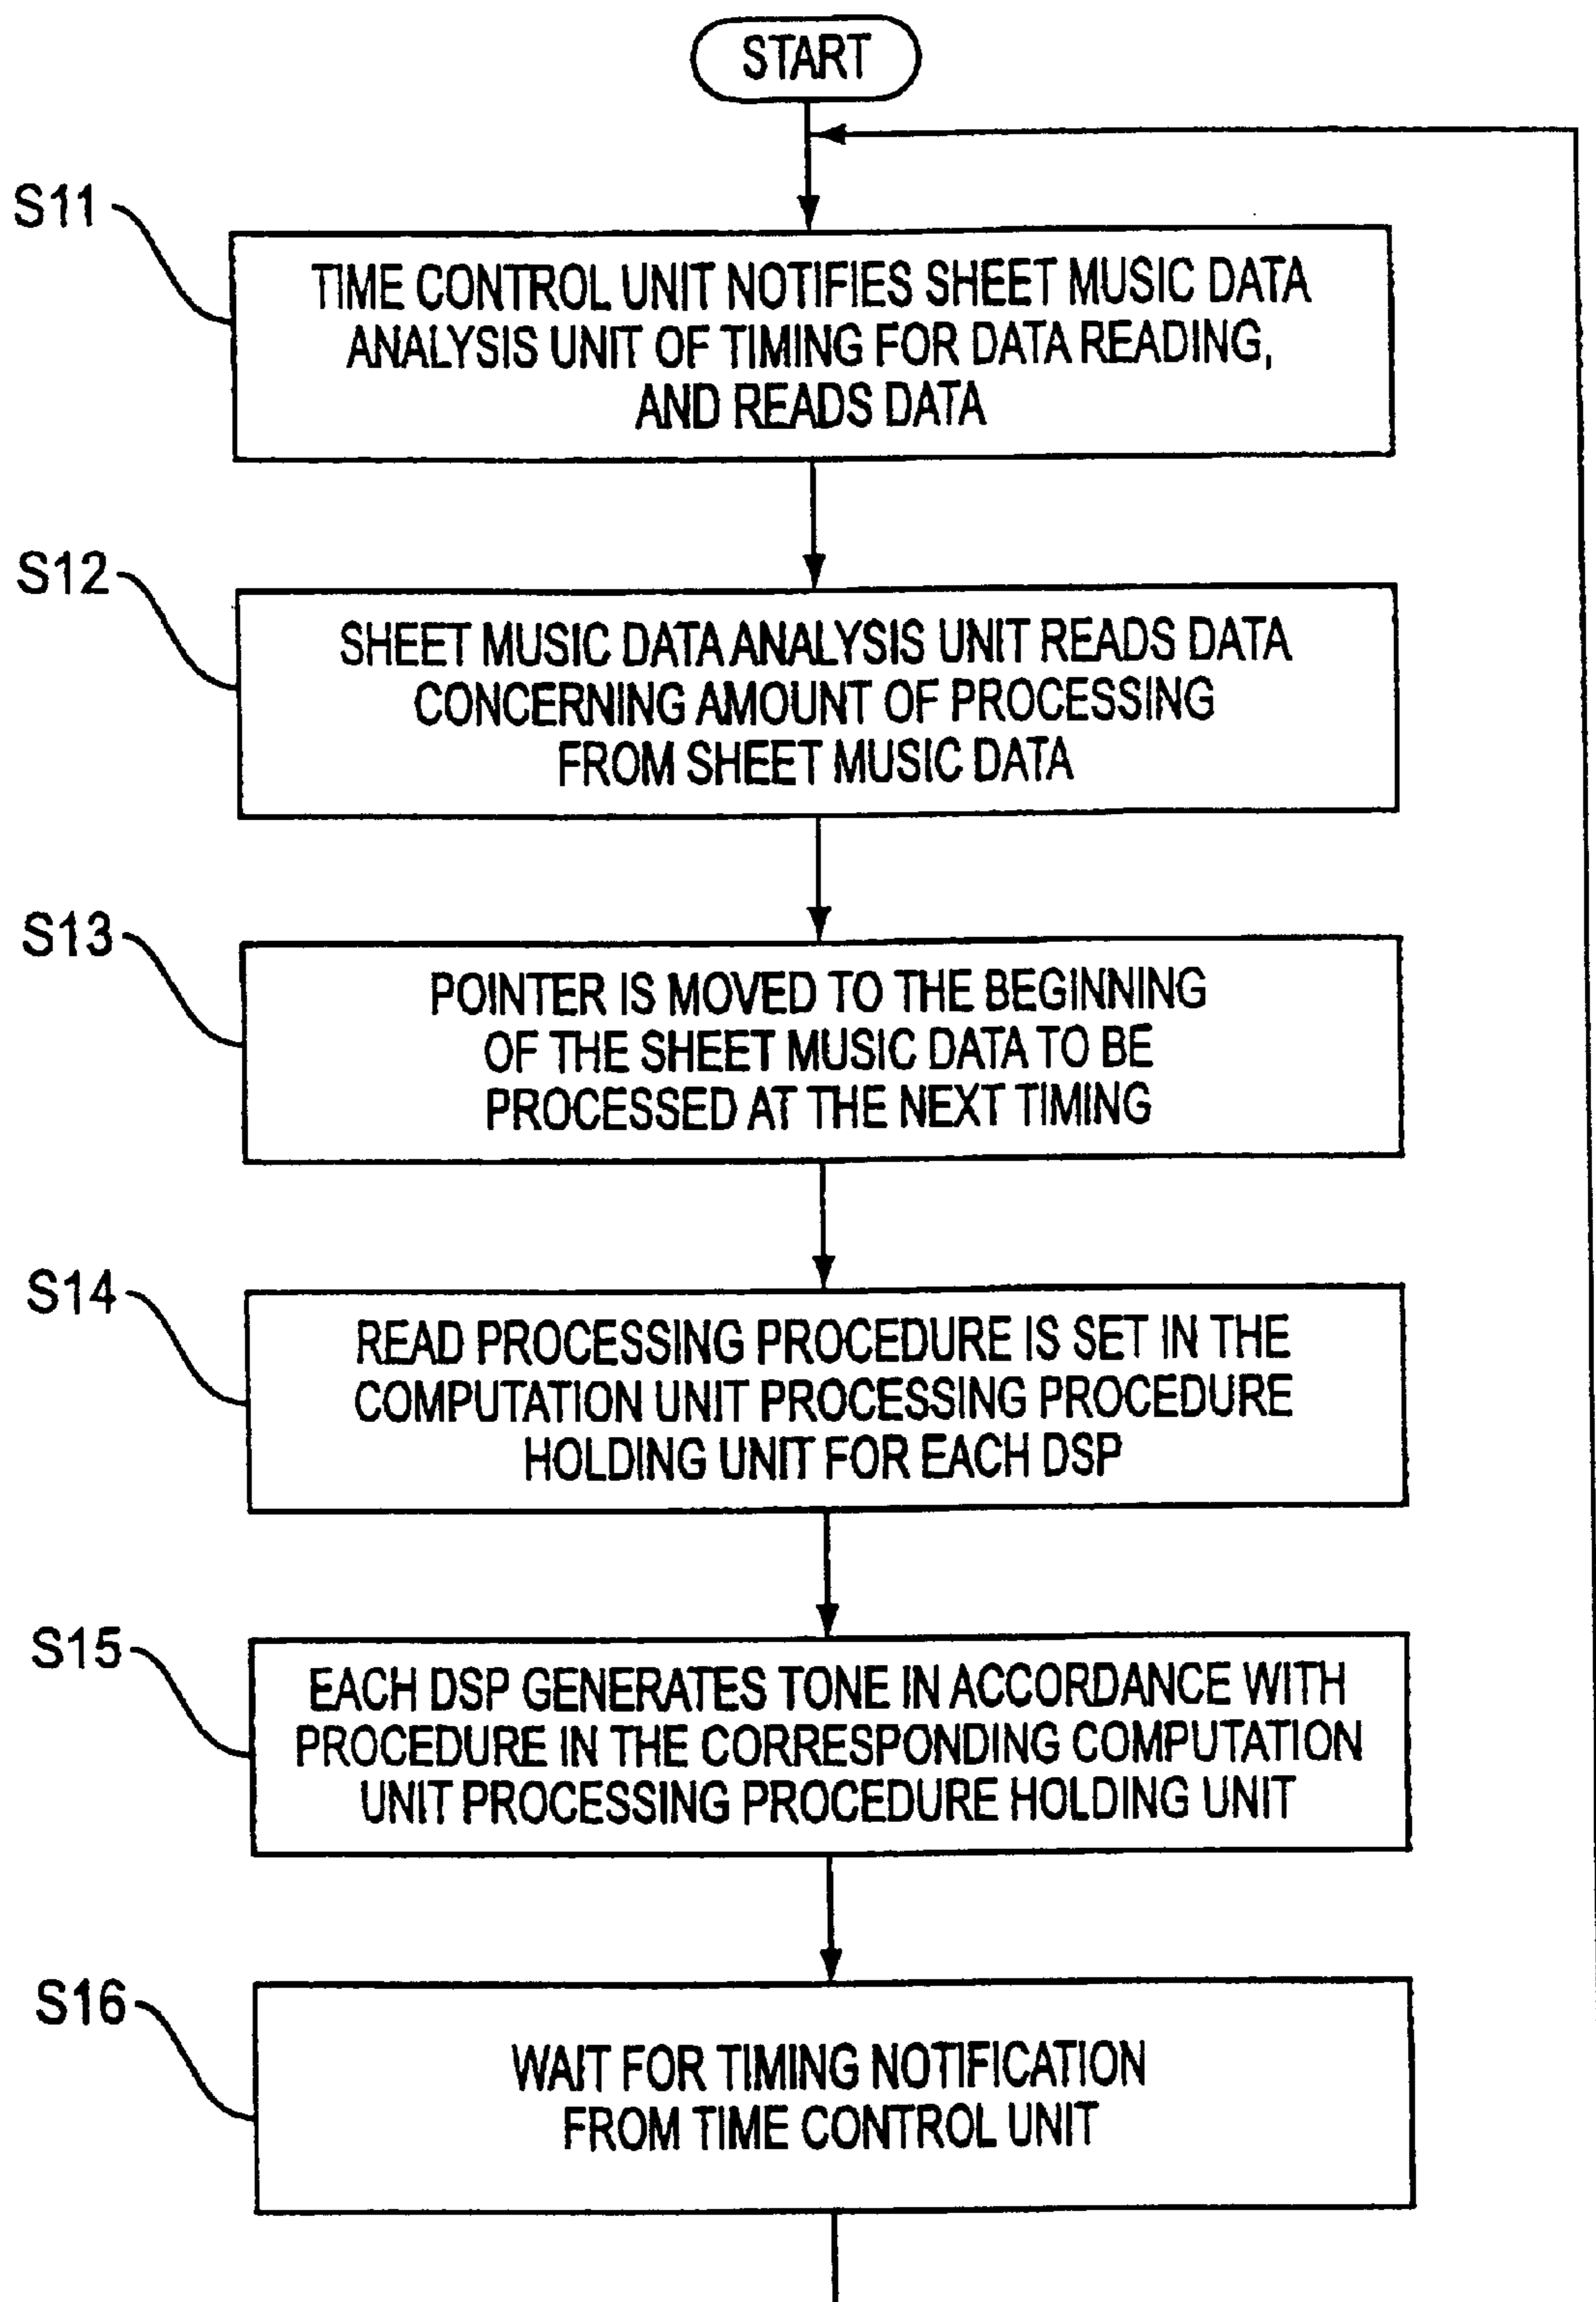 START
S11
TIME CONTROL UNIT NOTIFIES SHEET MUSIC DATA
ANALYSIS UNIT OF TIMING FOR DATA READING,
AND READS DATA
S12
SHEET MUSIC DATA ANALYSIS UNIT READS DATA
CONCERNING AMOUNT OF PROCESSING
FROM SHEET MUSIC DATA
S13
POINTER IS MOVED TO THE BEGINNING
OF THE SHEET MUSIC DATA TO BE
PROCESSED AT THE NEXT TIMING
S14
READ PROCESSING PROCEDURE IS SET IN THE
COMPUTATION UNIT PROCESSING PROCEDURE
HOLDING UNIT FOR EACH DSP
S15
EACH DSP GENERATES TONE IN ACCORDANCE WITH
PROCEDURE IN THE CORRESPONDING COMPUTATION
UNIT PROCESSING PROCEDURE HOLDING UNIT
S16
WAIT FOR TIMING NOTIFICATION
FROM TIME CONTROL UNIT